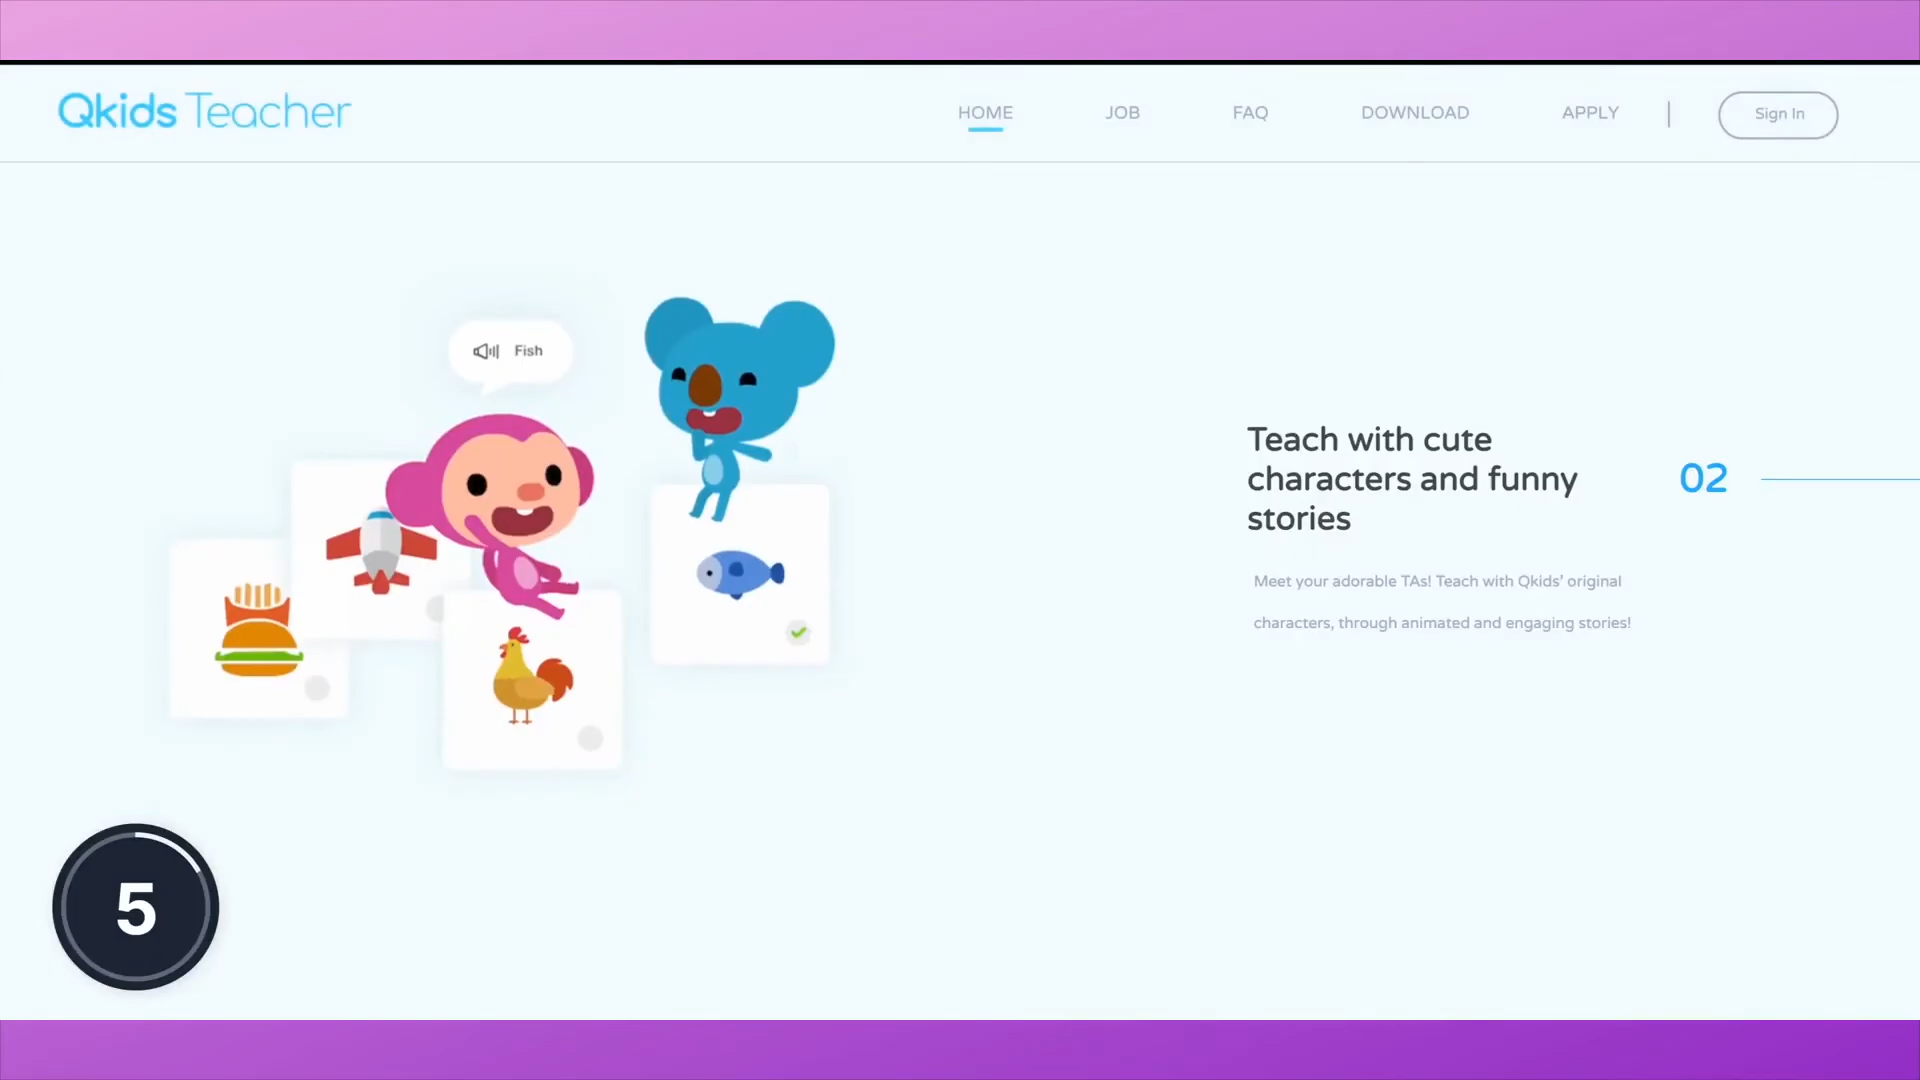 Qkids Teacher
HOME
JOB
FAQ
DOWNLOAD
APPLY
Sign In
Fish
Teach with cute
characters and funny
stories
02
Meet your adorable TAs! Teach with Qkids’ original
characters, through animated and engaging stories!
5